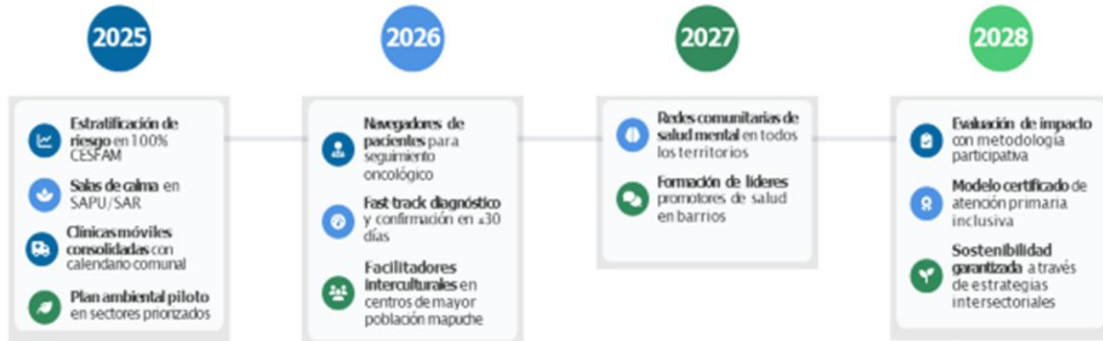 2025
Estratificación de
riesgo en 100%
CESFAM
Salas de calma en
SAPU/SAR
Clínicas móviles
consolidadas con
calendario comunal
Plan ambiental piloto
en sectores priorizados
2026
Navegadores de
pacientes para
seguimiento
oncológico
Fast track diagnóstico
y confirmación en ≤30
días
Facilitadores
interculturales en
centros de mayor
población mapuche
2027
Redes comunitarias de
salud mental en todos
los territorios
Formación de líderes
promotores de salud
en barrios
2028
Evaluación de impacto
con metodología
participativa
Modelo certificado de
atención primaria
inclusiva
Sostenibilidad
garantizada a través
de estrategias
intersectoriales